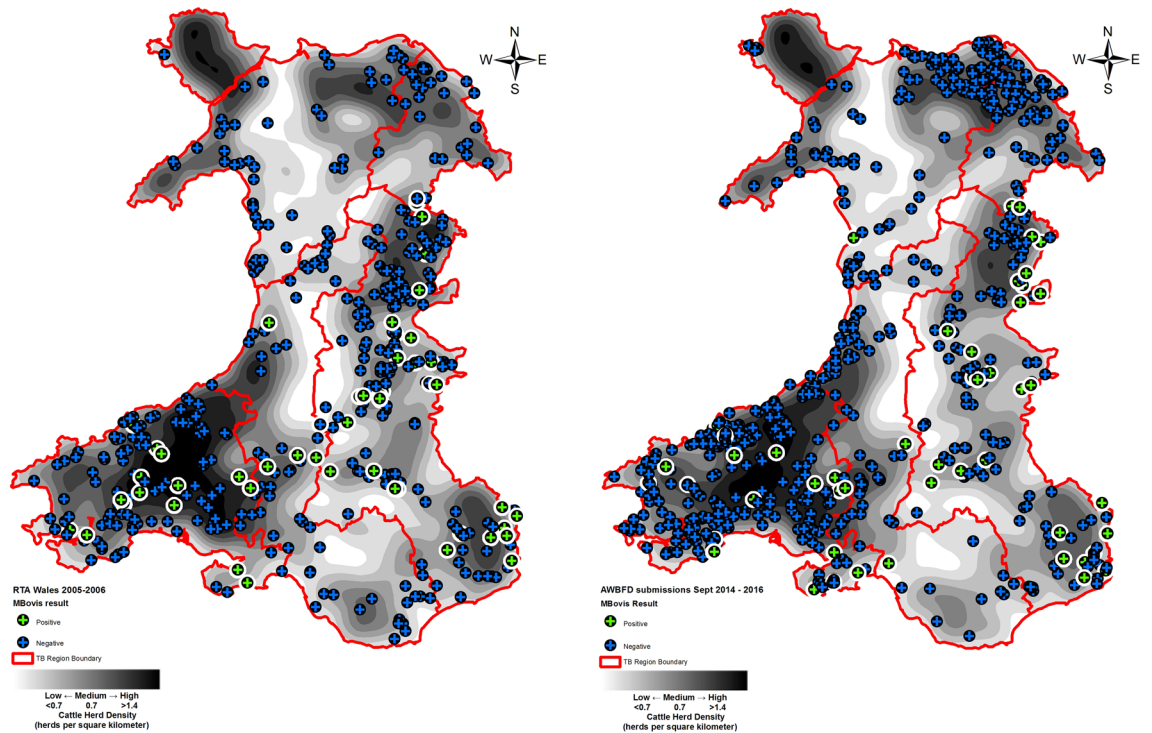 N
W E
S
RTA Wales 2005-2006
MBovis result
Positive
Negative
TB Region Boundary
Low ← Medium → High
<0.7 0.7 >1.4
Cattle Herd Density
(herds per square kilometer)
N
W E
S
AWBFD submissions Sept 2014 - 2016
MBovis Result
Positive
Negative
TB Region Boundary
Low ← Medium → High
<0.7 0.7 >1.4
Cattle Herd Density
(herds per square kilometer)